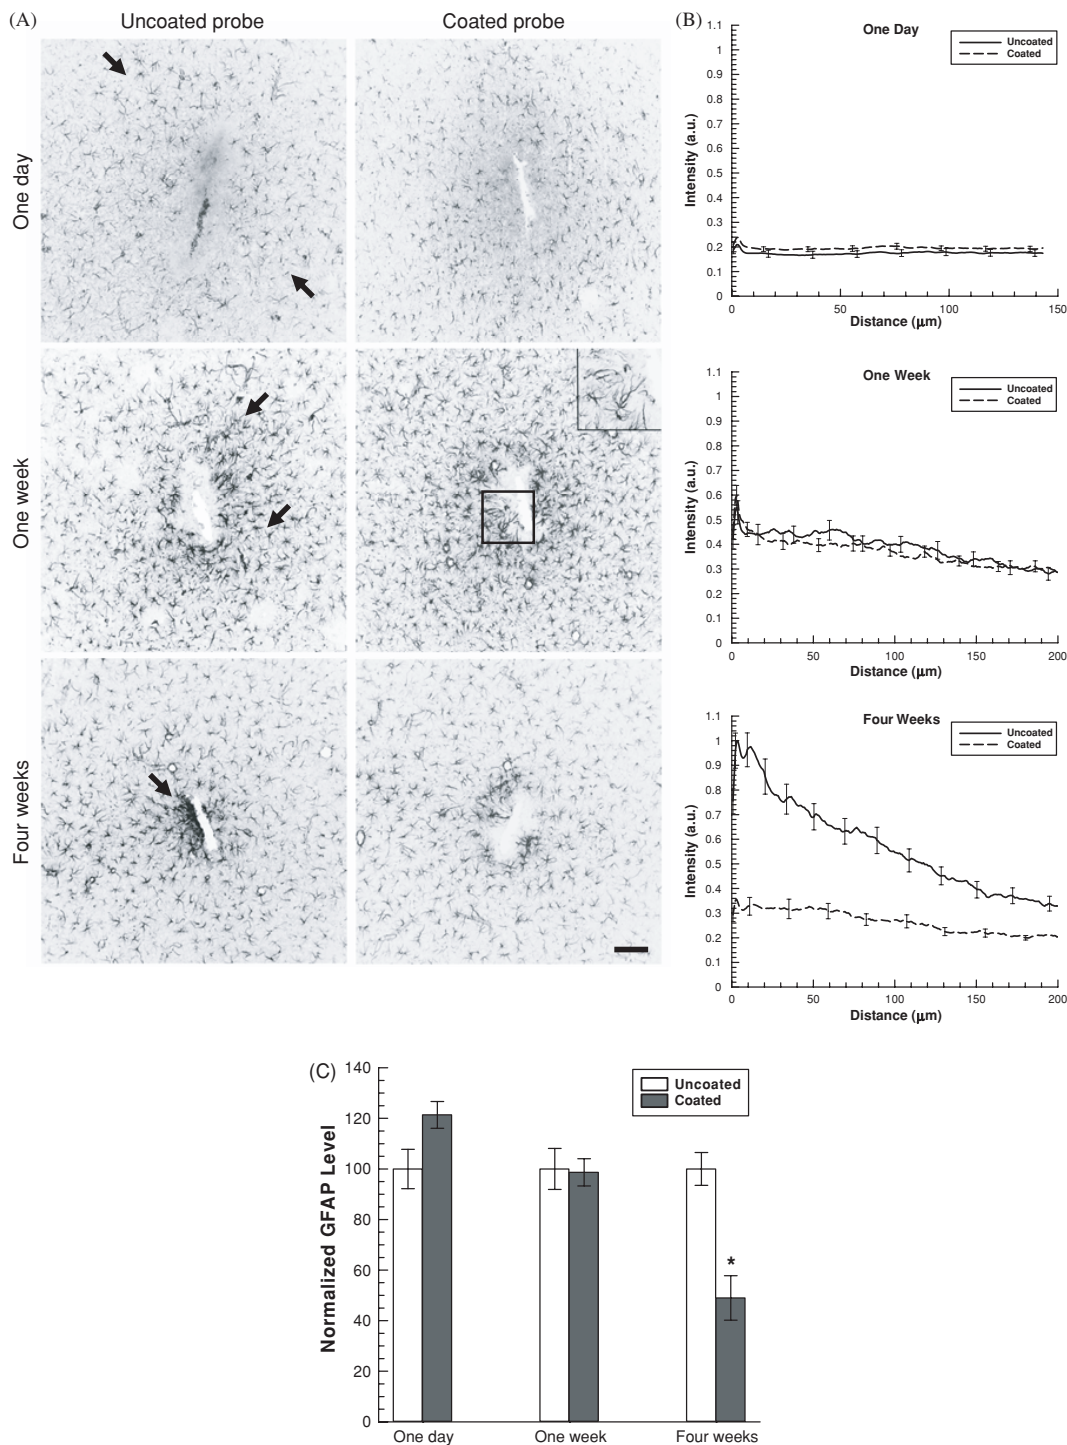 (A)
Uncoated probe
Coated probe
One day
One week
Four weeks
(B)
One Day
Uncoated
Coated
1.1
1
0.9
0.8
0.7
0.6
0.5
0.4
0.3
0.2
0.1
0
Intensity (a.u.)
0 50 100 150
Distance (μm)
One Week
Uncoated
Coated
1.1
1
0.9
0.8
0.7
0.6
0.5
0.4
0.3
0.2
0.1
0
Intensity (a.u.)
0 50 100 150 200
Distance (μm)
Four Weeks
Uncoated
Coated
1.1
1
0.9
0.8
0.7
0.6
0.5
0.4
0.3
0.2
0.1
0
Intensity (a.u.)
0 50 100 150 200
Distance (μm)
(C)
Uncoated
Coated
140
120
100
80
60
40
20
0
Normalized GFAP Level
*
One day One week Four weeks